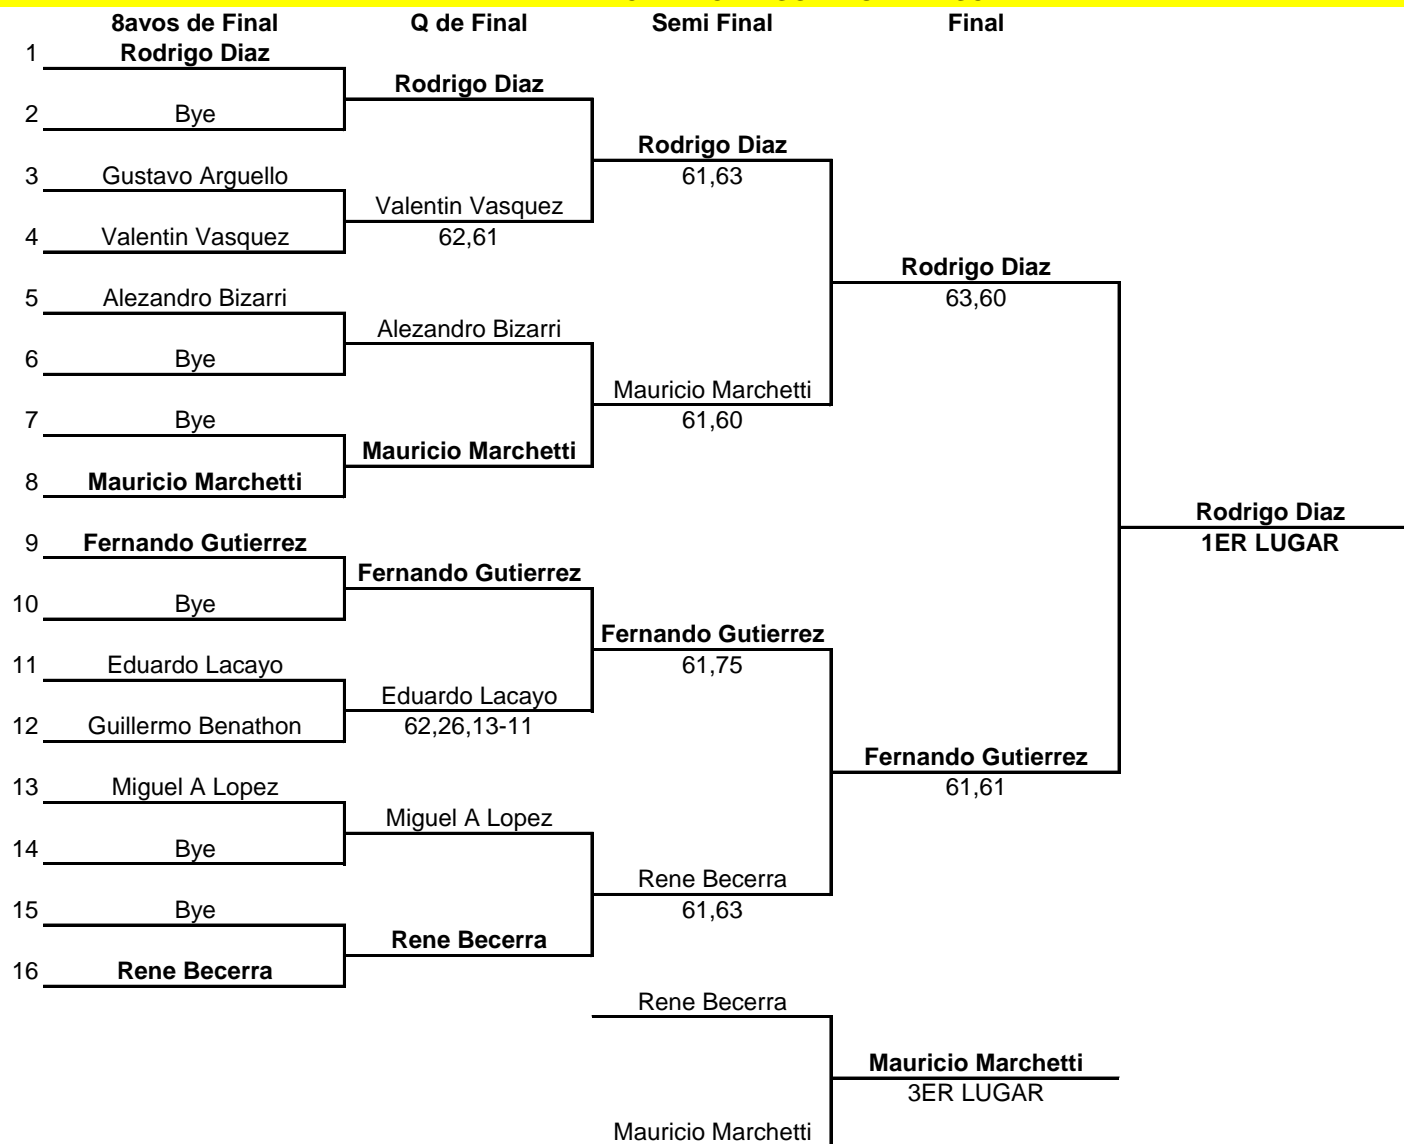 8avos de Final Q de Final Semi Final Final
1 Rodrigo Diaz
Rodrigo Diaz
2 Bye
Rodrigo Diaz
3 Gustavo Arguello 61,63
Valentin Vasquez
4 Valentin Vasquez 62,61
Rodrigo Diaz
5 Alezandro Bizarri 63,60
Alezandro Bizarri
6 Bye
Mauricio Marchetti
7 Bye 61,60
Mauricio Marchetti
8 Mauricio Marchetti
Rodrigo Diaz
9 Fernando Gutierrez 1ER LUGAR
Fernando Gutierrez
10 Bye
Fernando Gutierrez
11 Eduardo Lacayo 61,75
Eduardo Lacayo
12 Guillermo Benathon 62,26,13-11
Fernando Gutierrez
13 Miguel A Lopez 61,61
Miguel A Lopez
14 Bye
Rene Becerra
15 Bye 61,63
Rene Becerra
16 Rene Becerra
Rene Becerra
Mauricio Marchetti
3ER LUGAR
Mauricio Marchetti